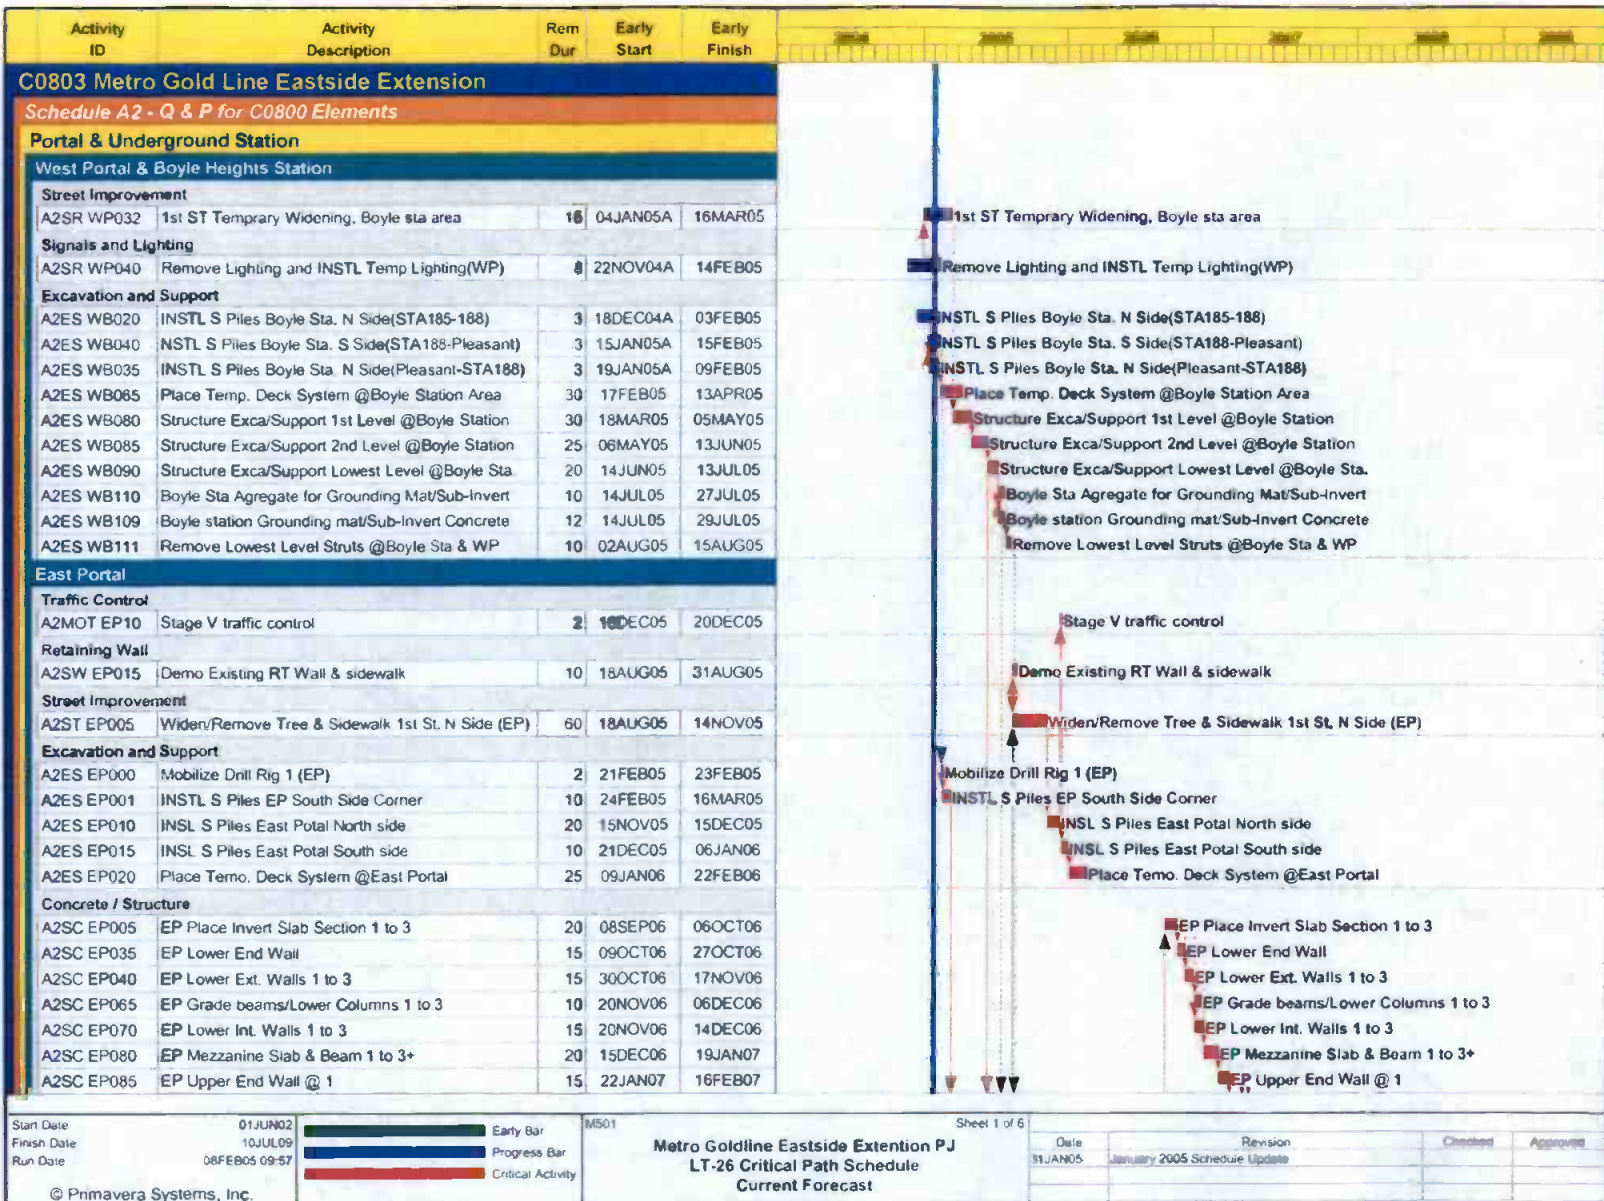 Activity ID Activity Description Rem Dur Early Start Early Finish 2004 2005 2006 2007 2008 2009
C0803 Metro Gold Line Eastside Extension
Schedule A2 - Q & P for C0800 Elements
Portal & Underground Station
West Portal & Boyle Heights Station
Street Improvement
A2SR WP032 1st ST Temprary Widening, Boyle sta area 04JAN05A 16MAR05 1st ST Temprary Widening, Boyle sta area
Signals and Lighting
A2SR WP040 Remove Lighting and INSTL Temp Lighting(WP) 22NOV04A 14FEB05 Remove Lighting and INSTL Temp Lighting(WP)
Excavation and Support
A2ES WB020 INSTL S Piles Boyle Sta. N Side(STA185-188) 3 18DEC04A 03FEB05 INSTL S Piles Boyle Sta. N Side(STA185-188)
A2ES WB040 NSTL S Piles Boyle Sta. S Side(STA188-Pleasant) 3 15JAN05A 15FEB05 NSTL S Piles Boyle Sta. S Side(STA188-Pleasant)
A2ES WB035 INSTL S Piles Boyle Sta. N Side(Pleasant-STA188) 3 19JAN05A 09FEB05 INSTL S Piles Boyle Sta. N Side(Pleasant-STA188)
A2ES WB065 Place Temp. Deck System @Boyle Station Area 30 17FEB05 13APR05 Place Temp. Deck System @Boyle Station Area
A2ES WB080 Structure Exca/Support 1st Level @Boyle Station 30 18MAR05 05MAY05 Structure Exca/Support 1st Level @Boyle Station
A2ES WB085 Structure Exca/Support 2nd Level @Boyle Station 25 06MAY05 13JUN05 Structure Exca/Support 2nd Level @Boyle Station
A2ES WB090 Structure Exca/Support Lowest Level @Boyle Sta. 20 14JUN05 13JUL05 Structure Exca/Support Lowest Level @Boyle Sta.
A2ES WB110 Boyle Sta Agregate for Grounding Mat/Sub-Invert 10 14JUL05 27JUL05 Boyle Sta Agregate for Grounding Mat/Sub-Invert
A2ES WB109 Boyle station Grounding mat/Sub-Invert Concrete 12 14JUL05 29JUL05 Boyle station Grounding mat/Sub-Invert Concrete
A2ES WB111 Remove Lowest Level Struts @Boyle Sta & WP 10 02AUG05 15AUG05 Remove Lowest Level Struts @Boyle Sta & WP
East Portal
Traffic Control
A2MOT EP10 Stage V traffic control 2 20DEC05 Stage V traffic control
Retaining Wall
A2SW EP015 Demo Existing RT Wall & sidewalk 10 18AUG05 31AUG05 Demo Existing RT Wall & sidewalk
Street Improvement
A2ST EP005 Widen/Remove Tree & Sidewalk 1st St. N Side (EP) 60 18AUG05 14NOV05 Widen/Remove Tree & Sidewalk 1st St. N Side (EP)
Excavation and Support
A2ES EP000 Mobilize Drill Rig 1 (EP) 2 21FEB05 23FEB05 Mobilize Drill Rig 1 (EP)
A2ES EP001 INSTL S Piles EP South Side Corner 10 24FEB05 16MAR05 INSTL S Piles EP South Side Corner
A2ES EP010 INSL S Piles East Potal North side 20 15NOV05 15DEC05 INSL S Piles East Potal North side
A2ES EP015 INSL S Piles East Potal South side 10 21DEC05 06JAN06 INSL S Piles East Potal South side
A2ES EP020 Place Temo. Deck System @East Portal 25 09JAN06 22FEB06 Place Temo. Deck System @East Portal
Concrete / Structure
A2SC EP005 EP Place Invert Slab Section 1 to 3 20 08SEP06 06OCT06 EP Place Invert Slab Section 1 to 3
A2SC EP035 EP Lower End Wall 15 09OCT06 27OCT06 EP Lower End Wall
A2SC EP040 EP Lower Ext. Walls 1 to 3 15 30OCT06 17NOV06 EP Lower Ext. Walls 1 to 3
A2SC EP065 EP Grade beams/Lower Columns 1 to 3 10 20NOV06 06DEC06 EP Grade beams/Lower Columns 1 to 3
A2SC EP070 EP Lower Int. Walls 1 to 3 15 20NOV06 14DEC06 EP Lower Int. Walls 1 to 3
A2SC EP080 EP Mezzanine Slab & Beam 1 to 3+ 20 15DEC06 19JAN07 EP Mezzanine Slab & Beam 1 to 3+
A2SC EP085 EP Upper End Wall @ 1 15 22JAN07 16FEB07 EP Upper End Wall @ 1
Start Date 01JUN02
Finish Date 10JUL09
Run Date 08FEB05 09:57
© Primavera Systems, Inc.
Early Bar
Progress Bar
Critical Activity
M501
Sheet 1 of 6
Metro Goldline Eastside Extention PJ
LT-26 Critical Path Schedule
Current Forecast
Date Revision Checked Approved
31JAN05 January 2005 Schedule Update